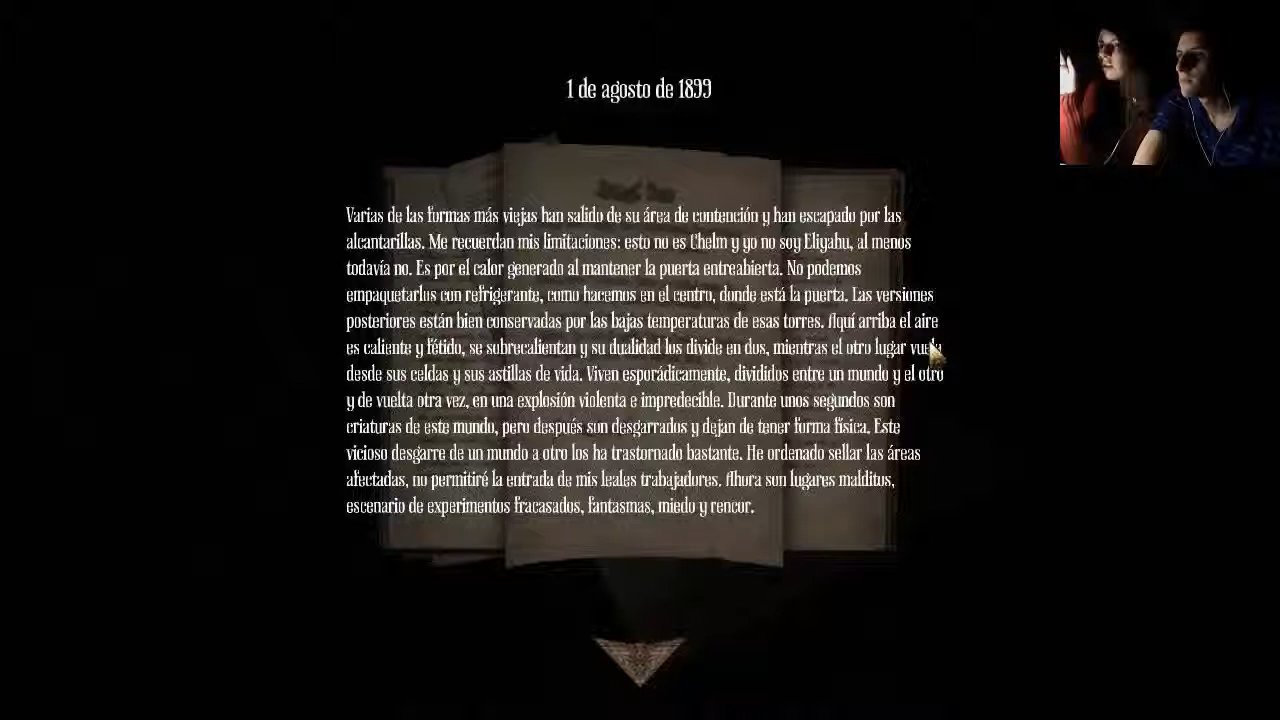 1 de agosto de 1899
Varias de las formas más viejas han salido de su área de contención y han escapado por las
alcantarillas. Me recuerdan mis limitaciones: esto no es Chelm y yo no soy Eliyahu, al menos
todavía no. Es por el calor generado al mantener la puerta entreabierta. No podemos
empaquetarlos con refrigerante, como hacemos en el centro, donde está la puerta. Las versiones
posteriores están bien conservadas por las bajas temperaturas de esas torres. Aquí arriba el aire
es caliente y fétido, se sobrecalientan y su dualidad los divide en dos, mientras el otro lugar vuela
desde sus celdas y sus astillas de vida. Viven esporádicamente, divididos entre un mundo y el otro
y de vuelta otra vez, en una explosión violenta e impredecible. Durante unos segundos son
criaturas de este mundo, pero después son desgarrados y dejan de tener forma física. Este
vicioso desgarre de un mundo a otro los ha trastornado bastante. He ordenado sellar las áreas
afectadas, no permitiré la entrada de mis leales trabajadores. Ahora son lugares malditos,
escenario de experimentos fracasados, fantasmas, miedo y rencor.